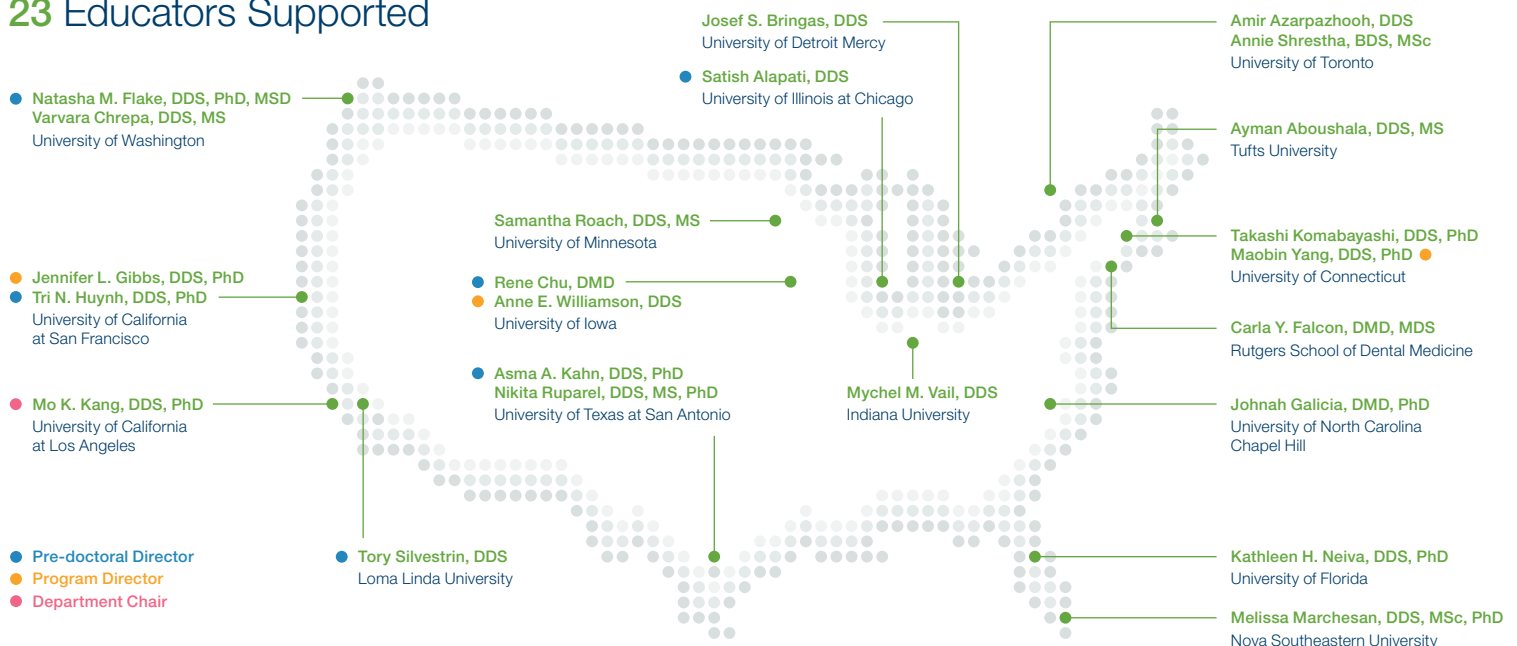 23 Educators Supported
Josef S. Bringas, DDS
University of Detroit Mercy
Satish Alapati, DDS
University of Illinois at Chicago
Amir Azarpazhooh, DDS
Annie Shrestha, BDS, MSc
University of Toronto
Natasha M. Flake, DDS, PhD, MSD
Varvara Chrepa, DDS, MS
University of Washington
Ayman Aboushala, DDS, MS
Tufts University
Samantha Roach, DDS, MS
University of Minnesota
Takashi Komabayashi, DDS, PhD
Maobin Yang, DDS, PhD
University of Connecticut
Jennifer L. Gibbs, DDS, PhD
Tri N. Huynh, DDS, PhD
University of California
at San Francisco
Rene Chu, DMD
Anne E. Williamson, DDS
University of Iowa
Carla Y. Falcon, DMD, MDS
Rutgers School of Dental Medicine
Asma A. Kahn, DDS, PhD
Nikita Ruparel, DDS, MS, PhD
University of Texas at San Antonio
Mychel M. Vail, DDS
Indiana University
Mo K. Kang, DDS, PhD
University of California
at Los Angeles
Johnah Galicia, DMD, PhD
University of North Carolina
Chapel Hill
Pre-doctoral Director
Program Director
Department Chair
Tory Silvestrin, DDS
Loma Linda University
Kathleen H. Neiva, DDS, PhD
University of Florida
Melissa Marchesan, DDS, MSc, PhD
Nova Southeastern University